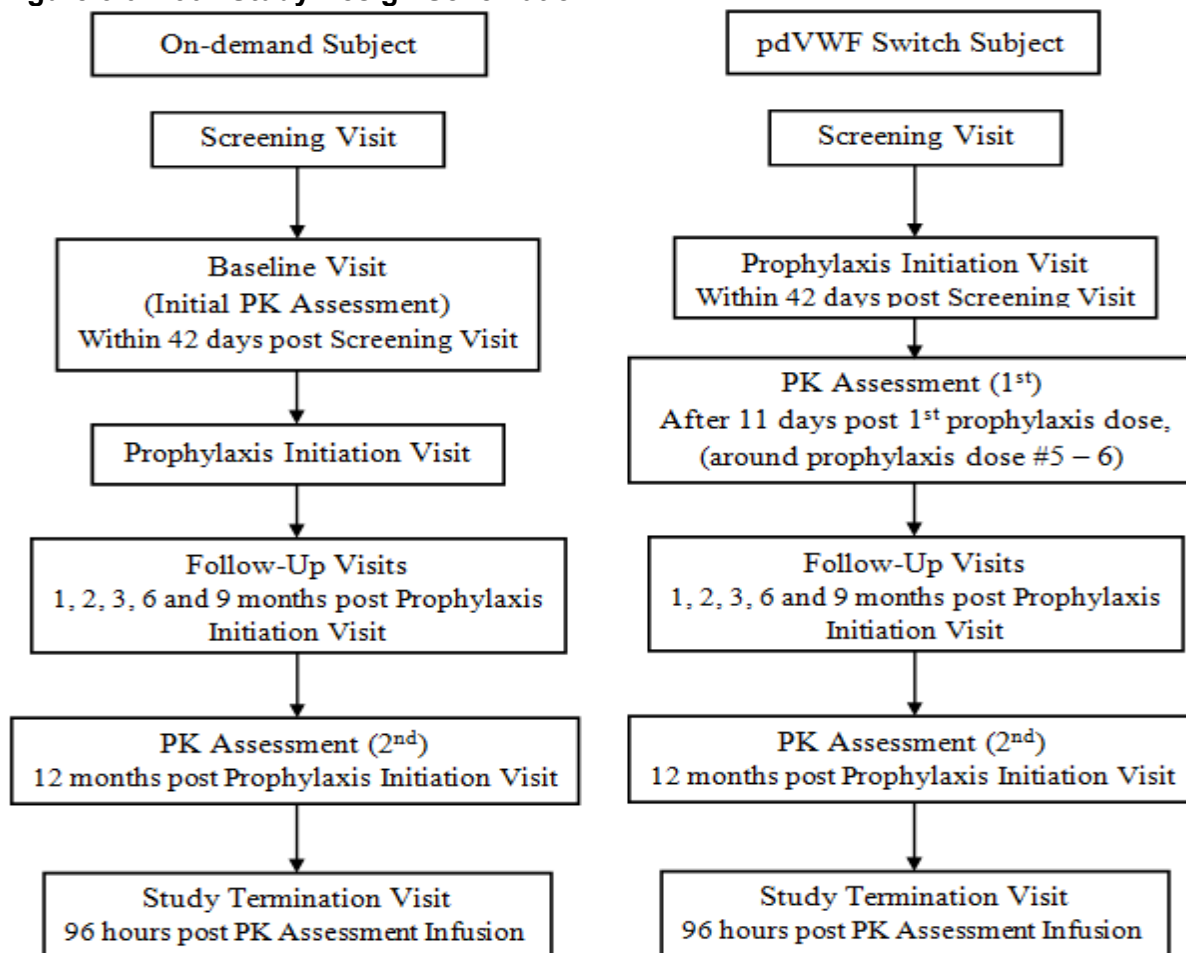 On-demand Subject
Screening Visit
Baseline Visit
(Initial PK Assessment)
Within 42 days post Screening Visit
Prophylaxis Initiation Visit
Follow-Up Visits
1, 2, 3, 6 and 9 months post Prophylaxis
Initiation Visit
PK Assessment (2nd)
12 months post Prophylaxis Initiation Visit
Study Termination Visit
96 hours post PK Assessment Infusion
pdVWF Switch Subject
Screening Visit
Prophylaxis Initiation Visit
Within 42 days post Screening Visit
PK Assessment (1st)
After 11 days post 1st prophylaxis dose,
(around prophylaxis dose #5 – 6)
Follow-Up Visits
1, 2, 3, 6 and 9 months post Prophylaxis
Initiation Visit
PK Assessment (2nd)
12 months post Prophylaxis Initiation Visit
Study Termination Visit
96 hours post PK Assessment Infusion